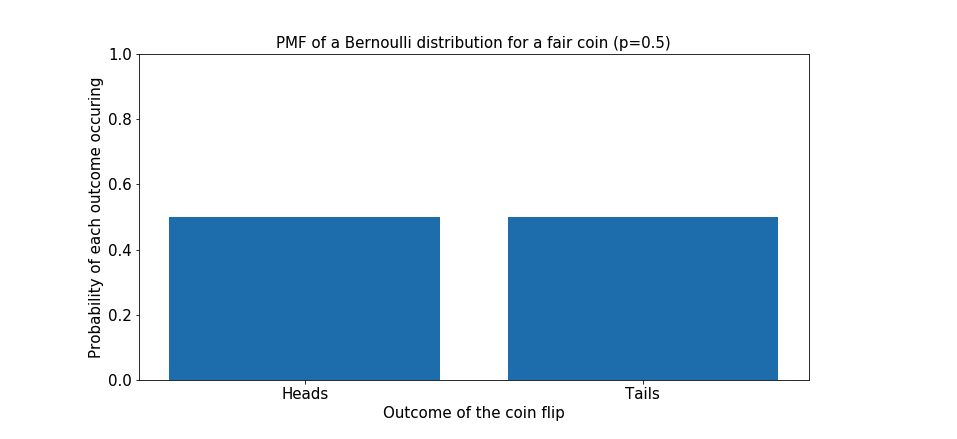 PMF of a Bernoulli distribution for a fair coin (p=0.5)
Probability of each outcome occuring
1.0
0.8
0.6
0.4
0.2
0.0
Heads Tails
Outcome of the coin flip